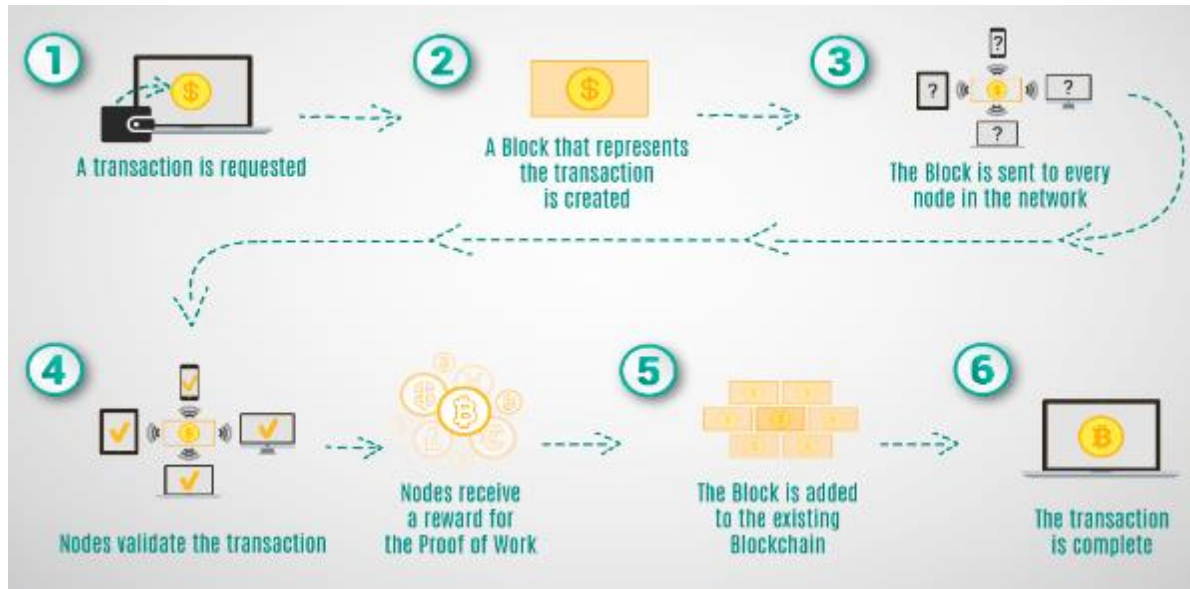 1
A transaction is requested
2
A Block that represents
the transaction
is created
3
?
?
?
?
The Block is sent to every
node in the network
4
Nodes validate the transaction
Nodes receive
a reward for
the Proof of Work
5
The Block is added
to the existing
Blockchain
6
The transaction
is complete